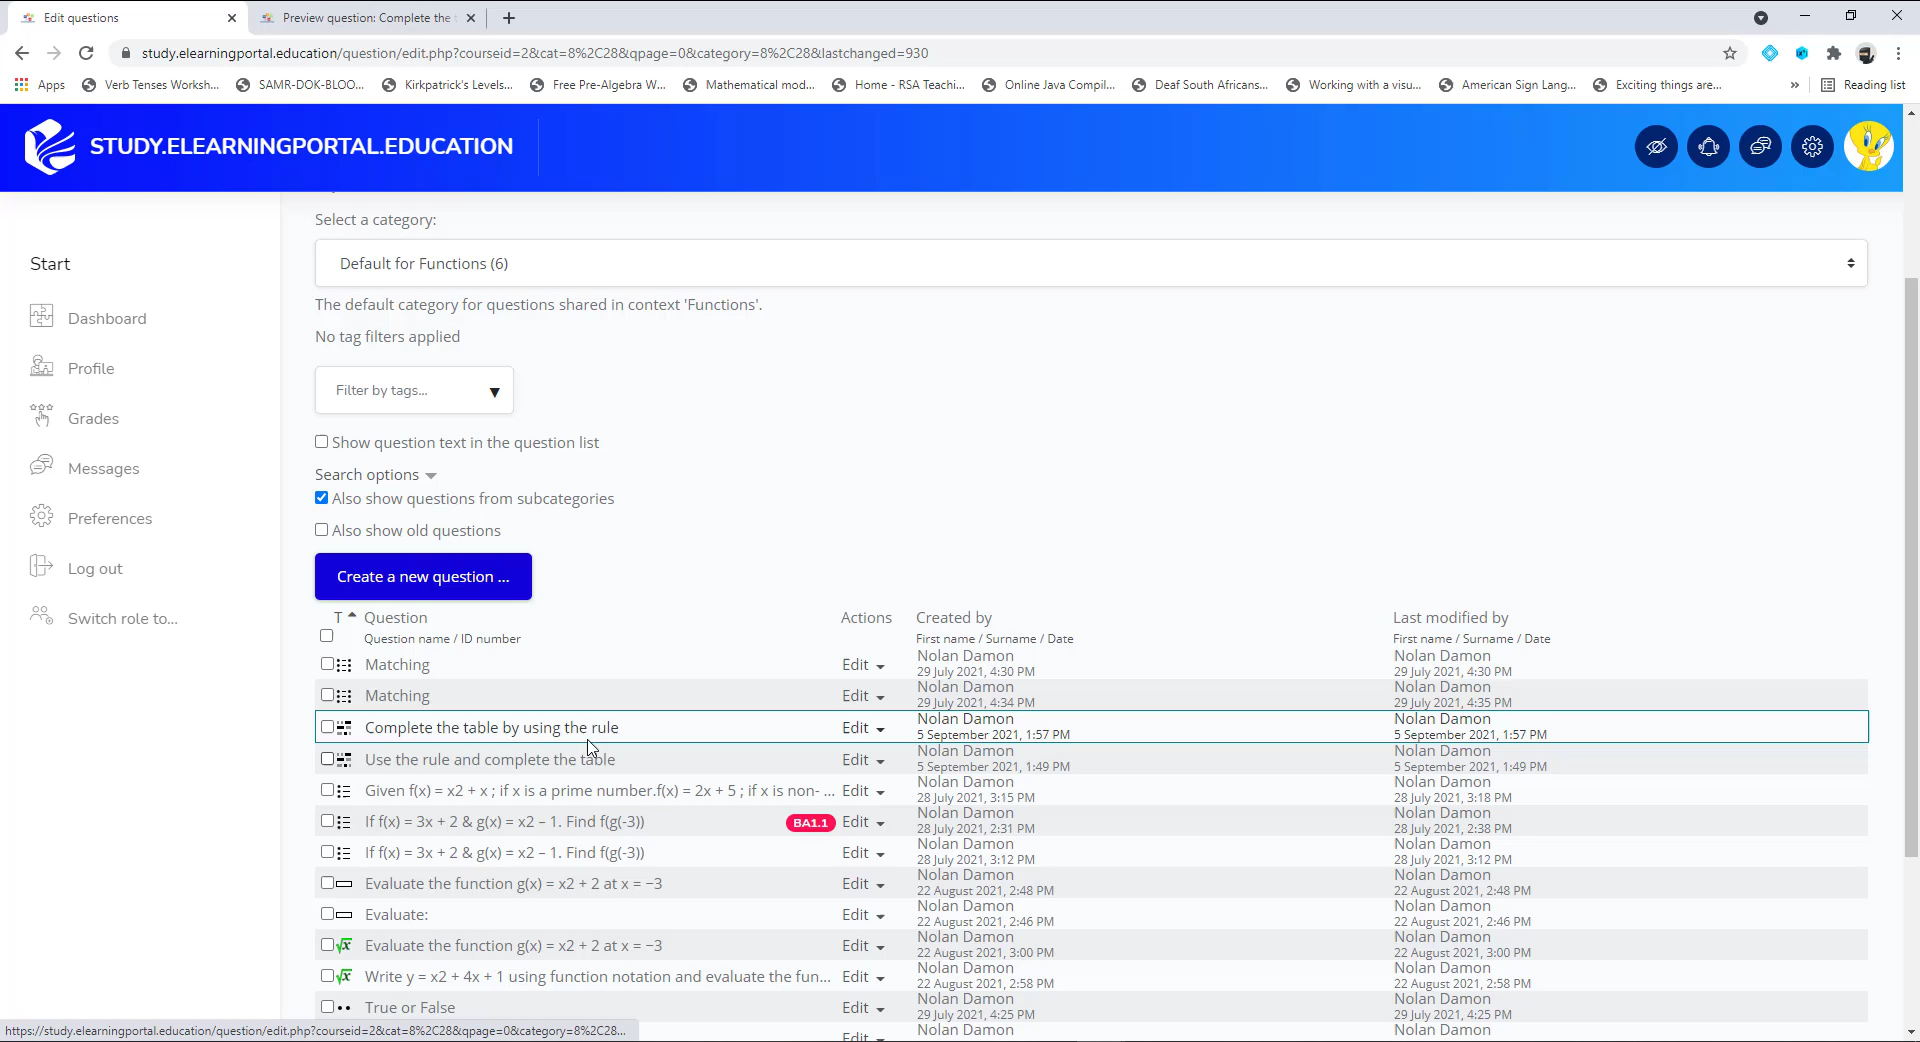 Edit questions
Preview question: Complete the t
study.elearningportal.education/question/edit.php?courseid=2&cat=8%2C28&qpage=0&category=8%2C28&lastchanged=930
Apps Verb Tenses Worksh... SAMR-DOK-BLOO... Kirkpatrick's Levels... Free Pre-Algebra W... Mathematical mod... Home - RSA Teachi... Online Java Compil... Deaf South Africans... Working with a visu... American Sign Lang... Exciting things are... » Reading list
STUDY.ELEARNINGPORTAL.EDUCATION
Start
Dashboard
Profile
Grades
Messages
Preferences
Log out
Switch role to...
Select a category:
Default for Functions (6)
The default category for questions shared in context 'Functions'.
No tag filters applied
Filter by tags...
Show question text in the question list
Search options
Also show questions from subcategories
Also show old questions
Create a new question ...
T Question Actions Created by Last modified by
Question name / ID number First name / Surname / Date First name / Surname / Date
Matching Edit Nolan Damon 29 July 2021, 4:30 PM Nolan Damon 29 July 2021, 4:30 PM
Matching Edit Nolan Damon 29 July 2021, 4:34 PM Nolan Damon 29 July 2021, 4:35 PM
Complete the table by using the rule Edit Nolan Damon 5 September 2021, 1:57 PM Nolan Damon 5 September 2021, 1:57 PM
Use the rule and complete the table Edit Nolan Damon 5 September 2021, 1:49 PM Nolan Damon 5 September 2021, 1:49 PM
Given f(x) = x2 + x ; if x is a prime number.f(x) = 2x + 5 ; if x is non- ... Edit Nolan Damon 28 July 2021, 3:15 PM Nolan Damon 28 July 2021, 3:18 PM
If f(x) = 3x + 2 & g(x) = x2 – 1. Find f(g(-3)) BA1.1 Edit Nolan Damon 28 July 2021, 2:31 PM Nolan Damon 28 July 2021, 2:38 PM
If f(x) = 3x + 2 & g(x) = x2 – 1. Find f(g(-3)) Edit Nolan Damon 28 July 2021, 3:12 PM Nolan Damon 28 July 2021, 3:12 PM
Evaluate the function g(x) = x2 + 2 at x = −3 Edit Nolan Damon 22 August 2021, 2:48 PM Nolan Damon 22 August 2021, 2:48 PM
Evaluate: Edit Nolan Damon 22 August 2021, 2:46 PM Nolan Damon 22 August 2021, 2:46 PM
Evaluate the function g(x) = x2 + 2 at x = −3 Edit Nolan Damon 22 August 2021, 3:00 PM Nolan Damon 22 August 2021, 3:00 PM
Write y = x2 + 4x + 1 using function notation and evaluate the fun... Edit Nolan Damon 22 August 2021, 2:58 PM Nolan Damon 22 August 2021, 2:58 PM
True or False Edit Nolan Damon 29 July 2021, 4:25 PM Nolan Damon 29 July 2021, 4:25 PM
Edit Nolan Damon Nolan Damon
https://study.elearningportal.education/question/edit.php?courseid=2&cat=8%2C28&qpage=0&category=8%2C28...